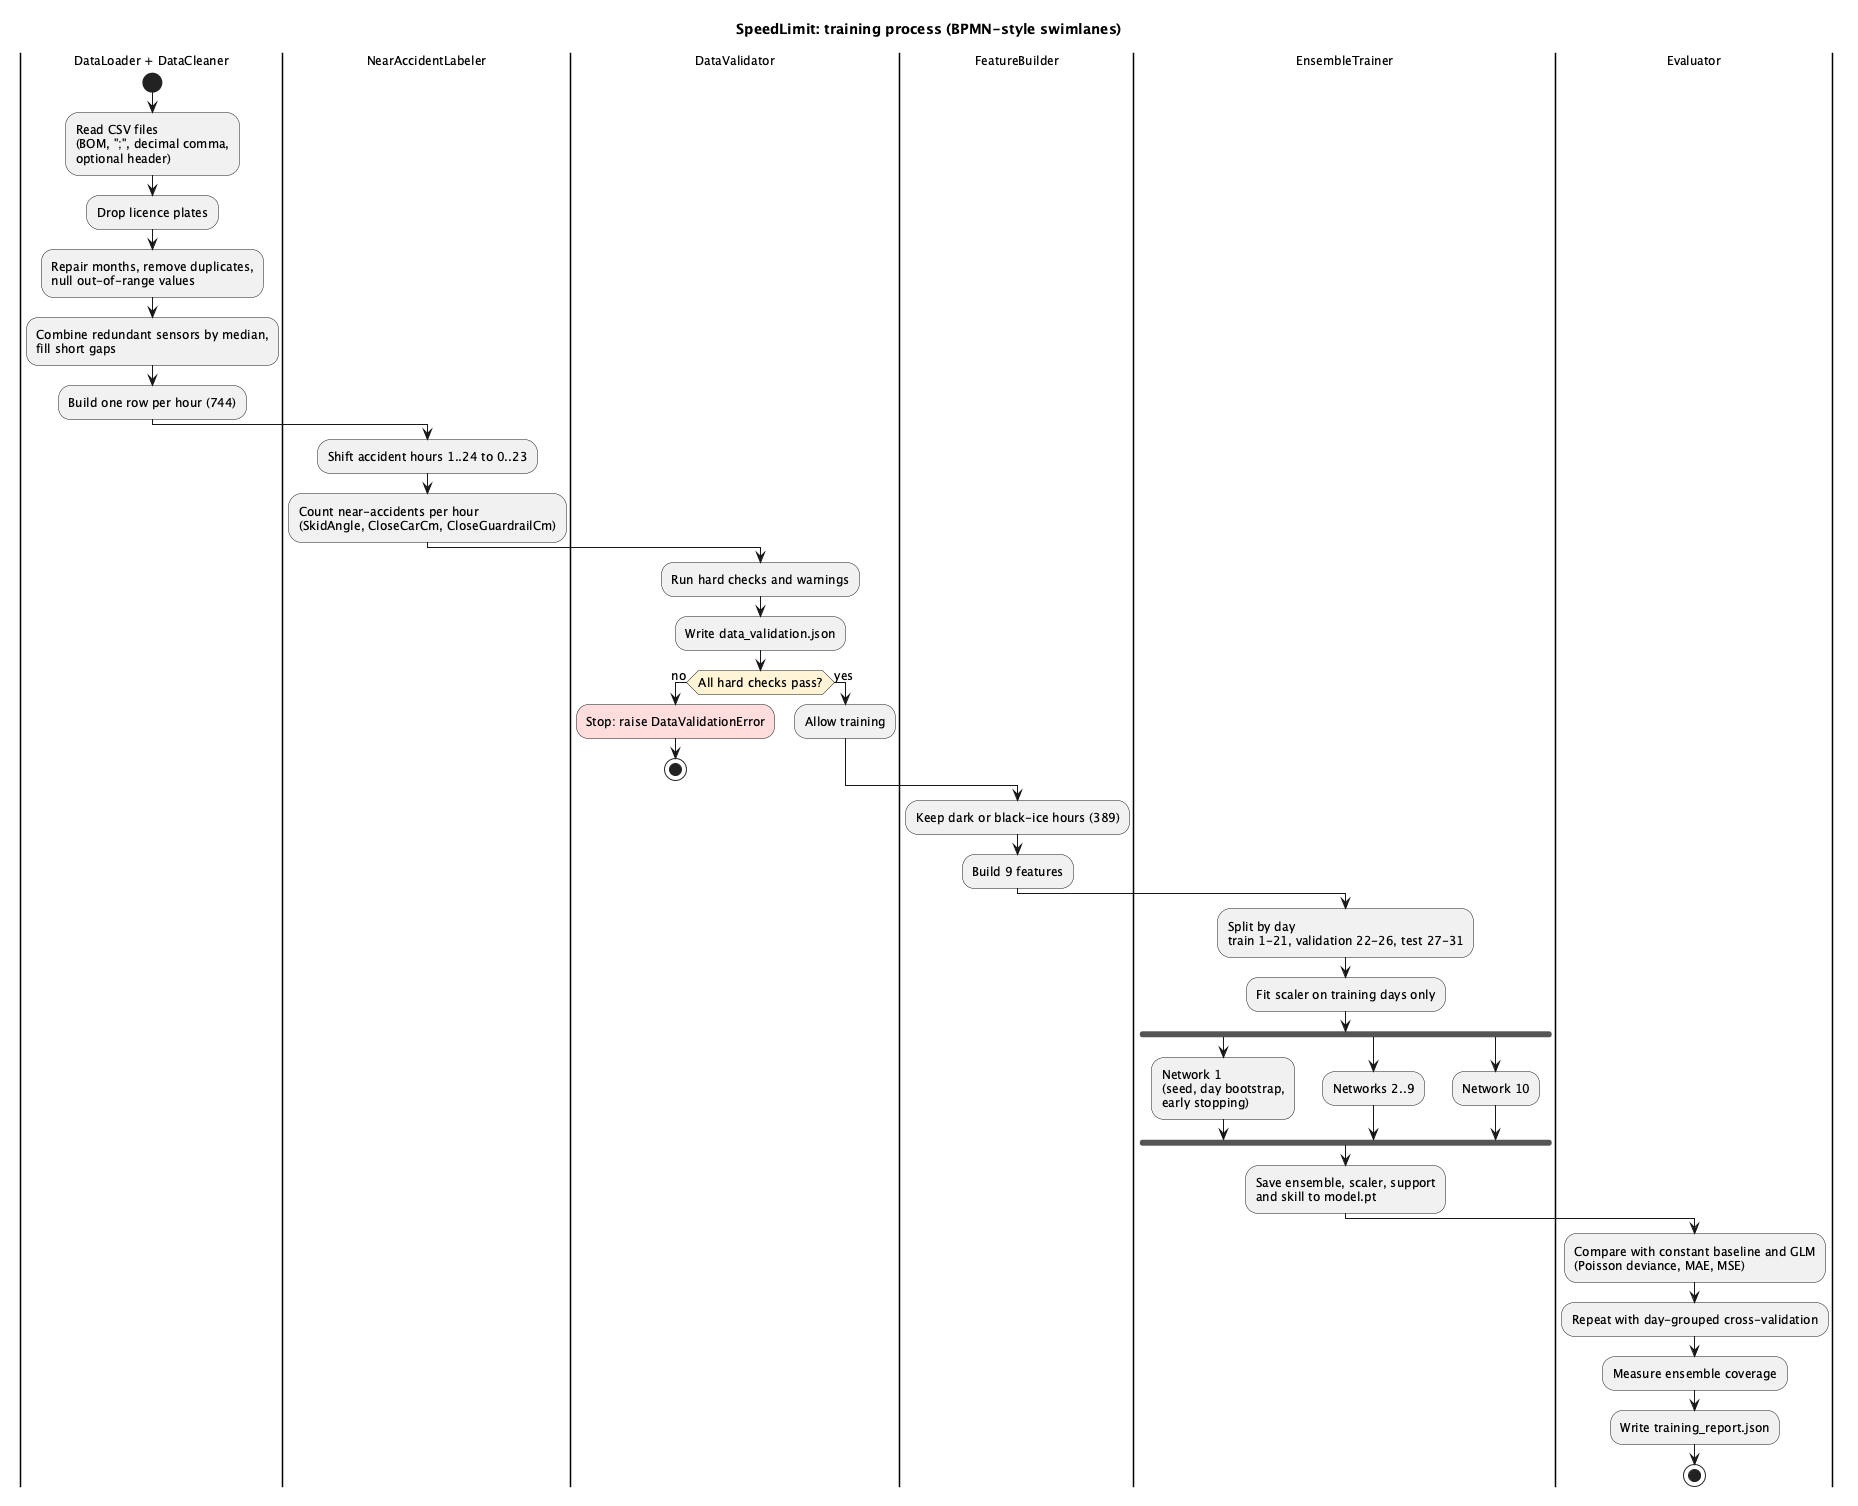 SpeedLimit: training process (BPMN-style swimlanes)
DataLoader + DataCleaner
NearAccidentLabeler
DataValidator
FeatureBuilder
EnsembleTrainer
Evaluator
Read CSV files
(BOM, ";", decimal comma,
optional header)
Drop licence plates
Repair months, remove duplicates,
null out-of-range values
Combine redundant sensors by median,
fill short gaps
Build one row per hour (744)
Shift accident hours 1..24 to 0..23
Count near-accidents per hour
(SkidAngle, CloseCarCm, CloseGuardrailCm)
Run hard checks and warnings
Write data_validation.json
no
All hard checks pass?
yes
Stop: raise DataValidationError
Allow training
Keep dark or black-ice hours (389)
Build 9 features
Split by day
train 1-21, validation 22-26, test 27-31
Fit scaler on training days only
Network 1
(seed, day bootstrap,
early stopping)
Networks 2..9
Network 10
Save ensemble, scaler, support
and skill to model.pt
Compare with constant baseline and GLM
(Poisson deviance, MAE, MSE)
Repeat with day-grouped cross-validation
Measure ensemble coverage
Write training_report.json